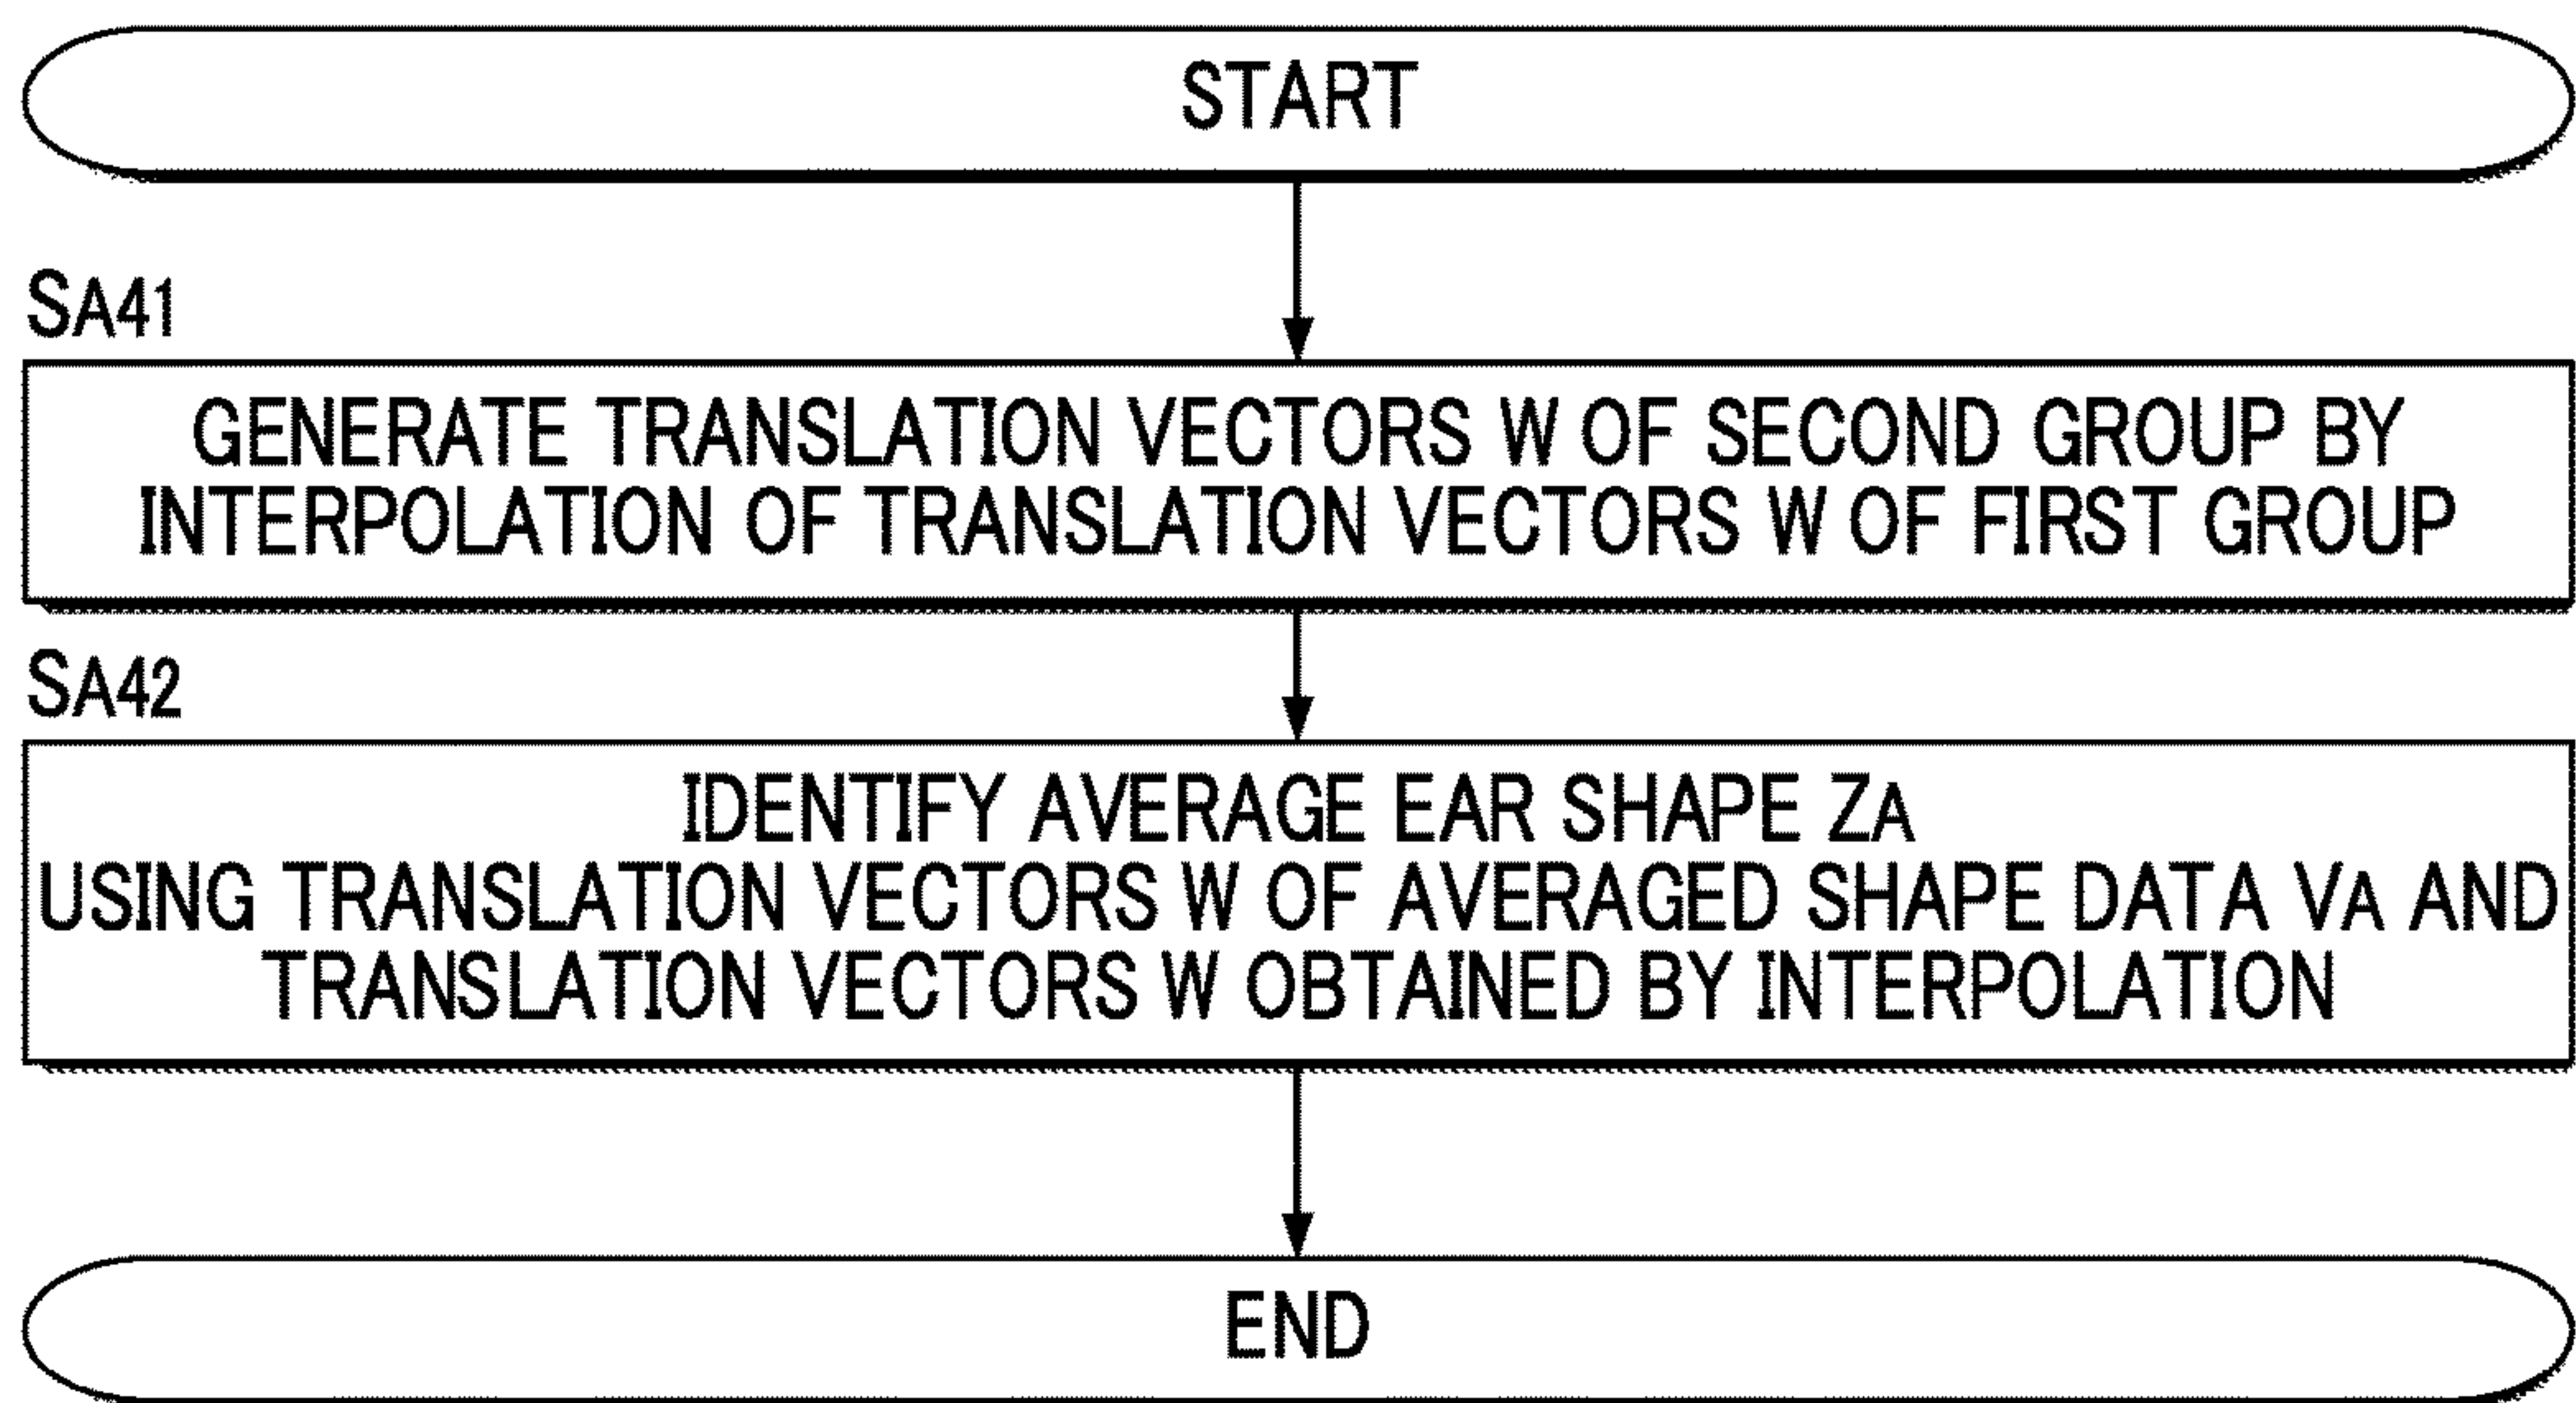 START
SA41
GENERATE TRANSLATION VECTORS W OF SECOND GROUP BY
INTERPOLATION OF TRANSLATION VECTORS W OF FIRST GROUP
SA42
IDENTIFY AVERAGE EAR SHAPE ZA
USING TRANSLATION VECTORS W OF AVERAGED SHAPE DATA VA AND
TRANSLATION VECTORS W OBTAINED BY INTERPOLATION
END